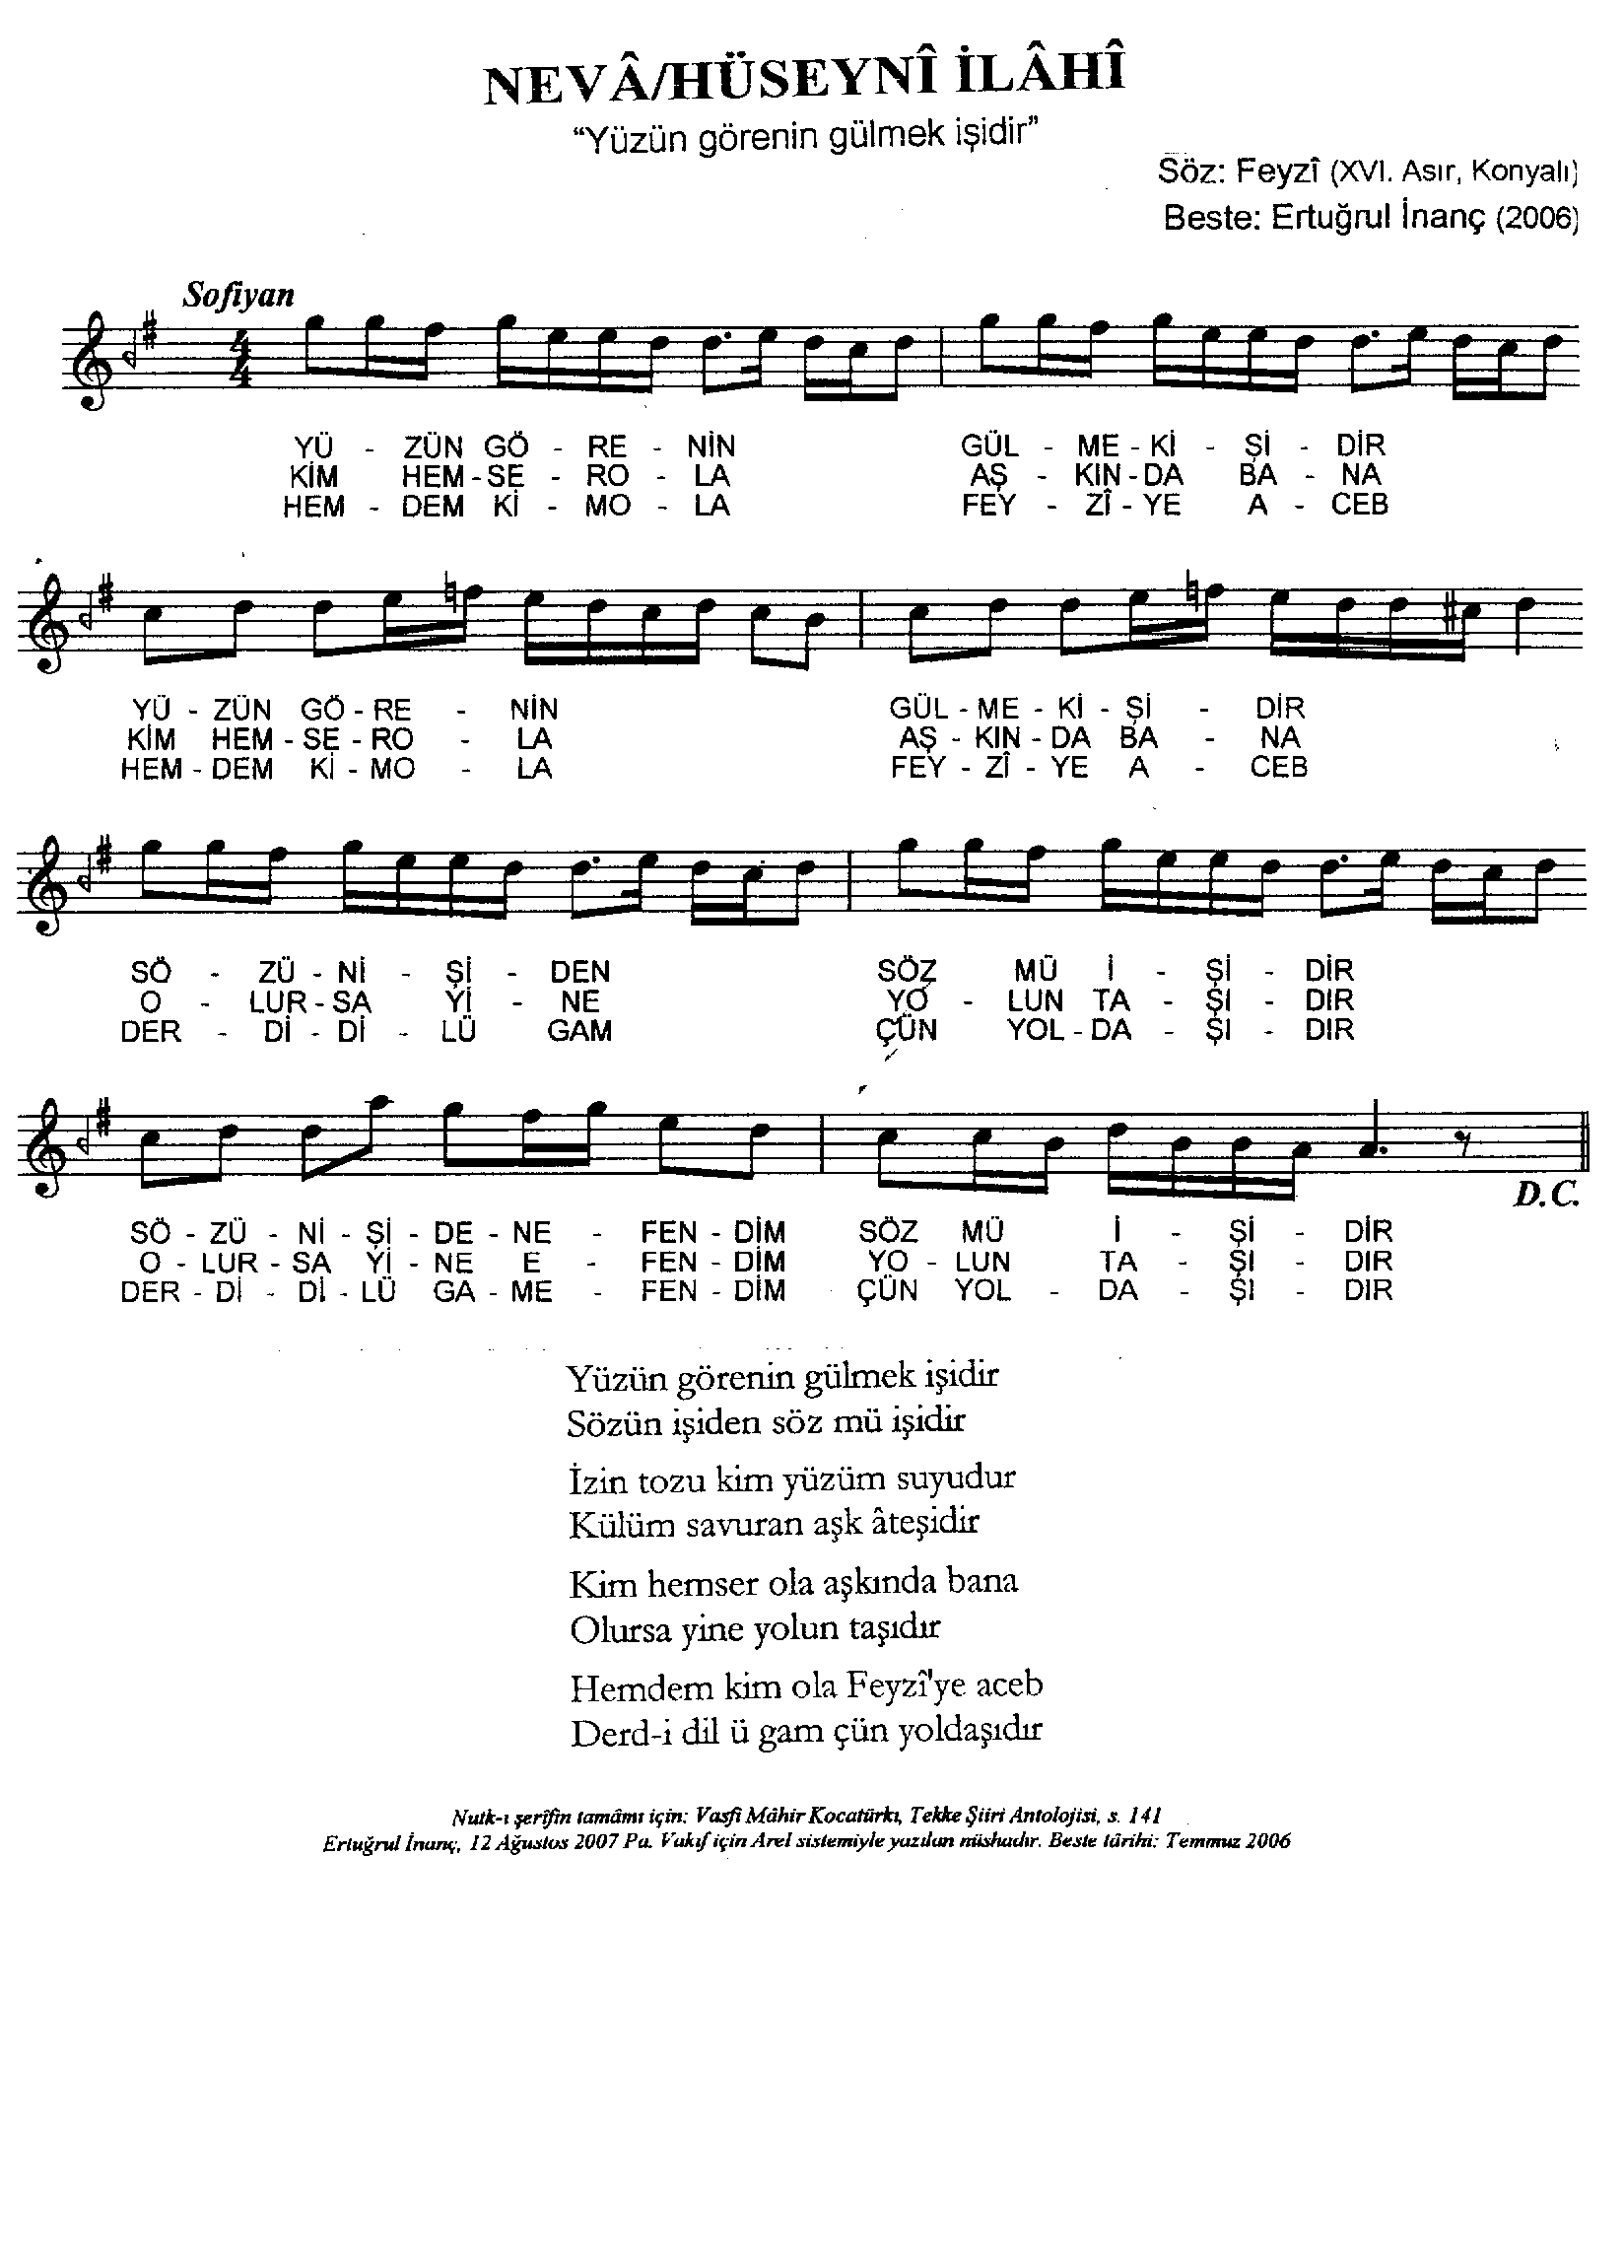 NEVÂ/HÜSEYNÎ İLÂHÎ
“Yüzün görenin gülmek işidir”
Söz: Feyzî (XVI. Asır, Konyalı)
Beste: Ertuğrul İnanç (2006)
Sofiyan
4/4
YÜ - ZÜN GÖ - RE - NİN GÜL - ME - Kİ - Şİ - DİR
KİM HEM - SE - RO - LA AŞ - KIN - DA BA - NA
HEM - DEM Kİ - MO - LA FEY - ZÎ - YE A - CEB
YÜ - ZÜN GÖ - RE - NİN GÜL - ME - Kİ - Şİ - DİR
KİM HEM - SE - RO - LA AŞ - KIN - DA BA - NA
HEM - DEM Kİ - MO - LA FEY - ZÎ - YE A - CEB
SÖ - ZÜ - Nİ - Şİ - DEN SÖZ MÜ İ - Şİ - DİR
O - LUR - SA Yİ - NE YO - LUN TA - ŞI - DIR
DER - Dİ - Dİ - LÜ GAM ÇÜN YOL - DA - ŞI - DIR
SÖ - ZÜ - Nİ - Şİ - DE - NE - FEN - DİM SÖZ MÜ İ - Şİ - DİR
O - LUR - SA Yİ - NE E - FEN - DİM YO - LUN TA - ŞI - DIR
DER - Dİ - Dİ - LÜ GA - ME - FEN - DİM ÇÜN YOL - DA - ŞI - DIR
D.C.
Yüzün görenin gülmek işidir
Sözün işiden söz mü işidir
İzin tozu kim yüzüm suyudur
Külüm savuran aşk âteşidir
Kim hemser ola aşkında bana
Olursa yine yolun taşıdır
Hemdem kim ola Feyzî'ye aceb
Derd-i dil ü gam çün yoldaşıdır
Nutk-ı şerîfin tamâmı için: Vasfi Mâhir Kocatürkı, Tekke Şiiri Antolojisi, s. 141
Ertuğrul İnanç, 12 Ağustos 2007 Pa. Vakıf için Arel sistemiyle yazılan nüshadır. Beste târihi: Temmuz 2006